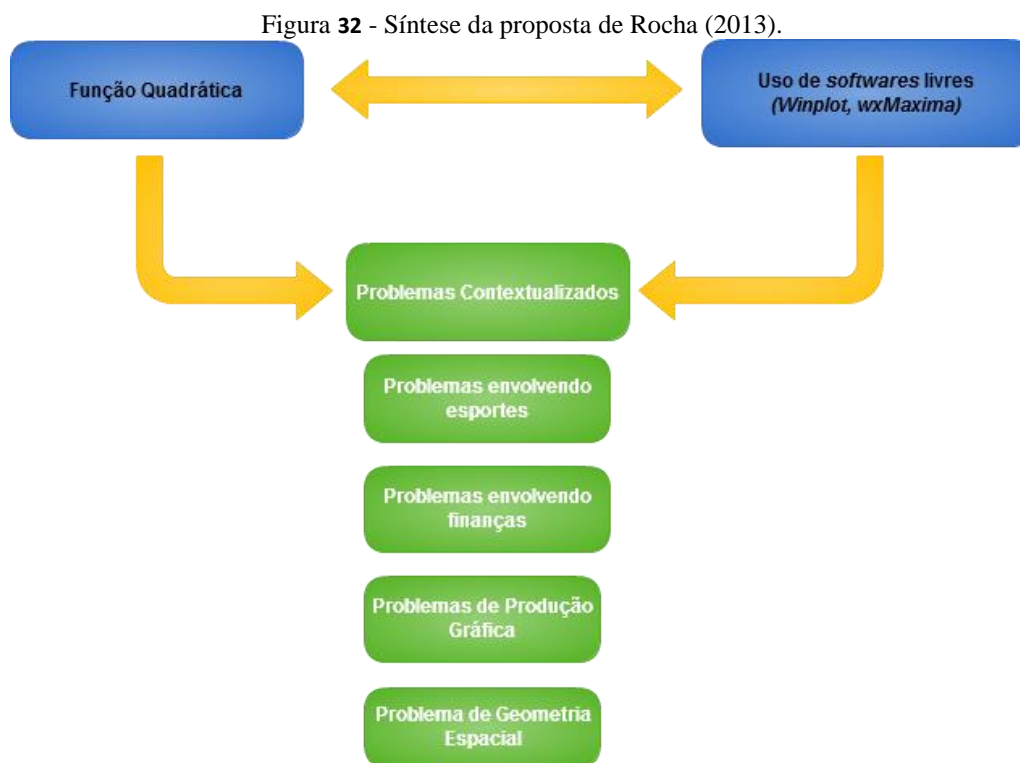 Figura 32 - Síntese da proposta de Rocha (2013).
Função Quadrática
Uso de softwares livres
(Winplot, wxMaxima)
Problemas Contextualizados
Problemas envolvendo
esportes
Problemas envolvendo
finanças
Problemas de Produção
Gráfica
Problema de Geometria
Espacial